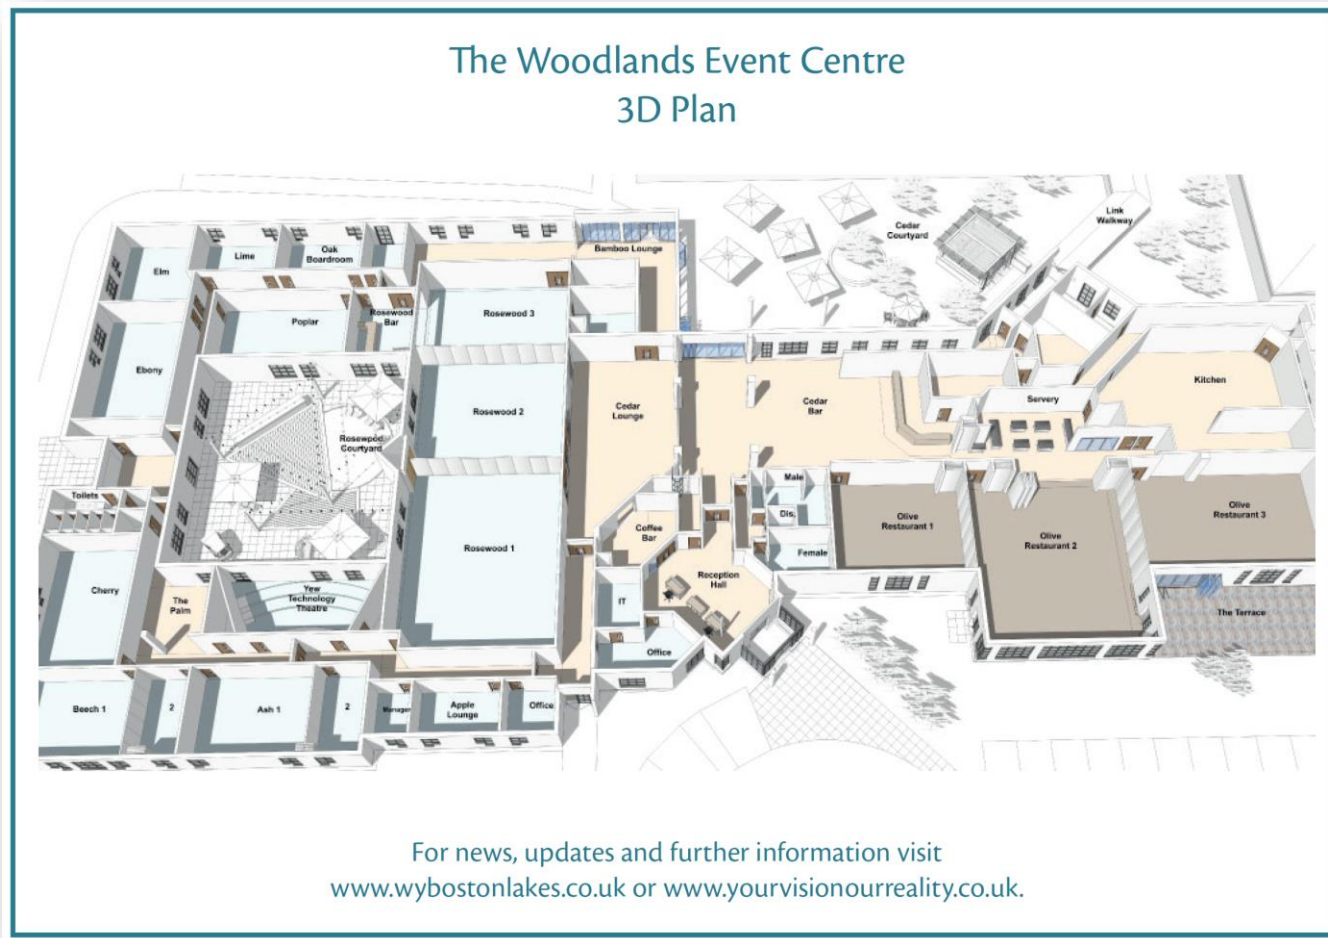 The Woodlands Event Centre
3D Plan
Link
Walkway
Cedar
Courtyard
Bamboo Lounge
Oak
Boardroom
Lime
Elm
Rosewood
Bar
Rosewood 3
Poplar
Ebony
Kitchen
Servery
Cedar
Lounge
Cedar
Bar
Rosewood 2
Rosewood
Courtyard
Toilets
Male
Dis.
Female
Coffee
Bar
Olive
Restaurant 1
Olive
Restaurant 2
Olive
Restaurant 3
Rosewood 1
Reception
Hall
Cherry
The
Palm
Yew
Technology
Theatre
IT
The Terrace
Office
Beech 1
2
Ash 1
2
Manager
Apple
Lounge
Office
For news, updates and further information visit
www.wybostonlakes.co.uk or www.yourvisionourreality.co.uk.